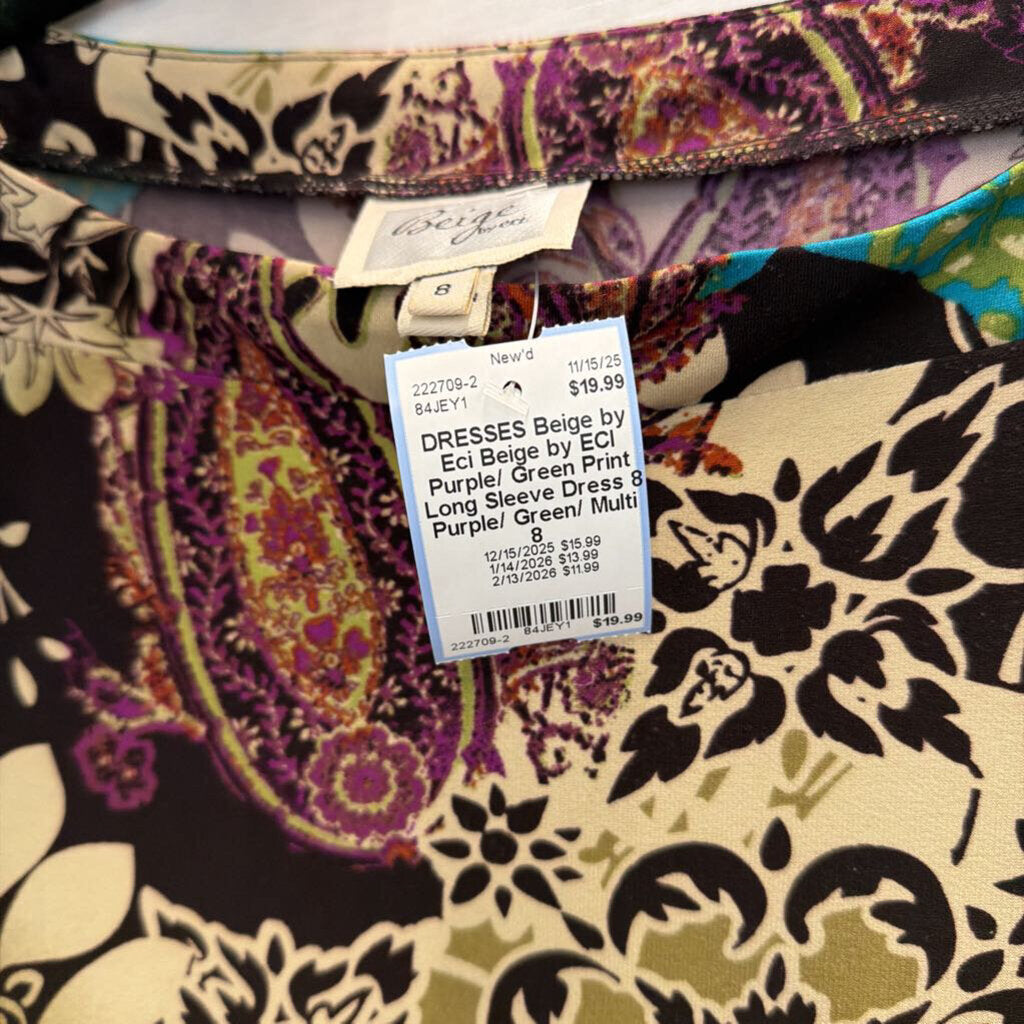 Beige
by eci
8
New'd
222709-2 11/15/25
84JEY1 $19.99
DRESSES Beige by
Eci Beige by ECI
Purple/ Green Print
Long Sleeve Dress 8
Purple/ Green/ Multi
8
12/15/2025 $15.99
1/14/2026 $13.99
2/13/2026 $11.99
222709-2 84JEY1 $19.99